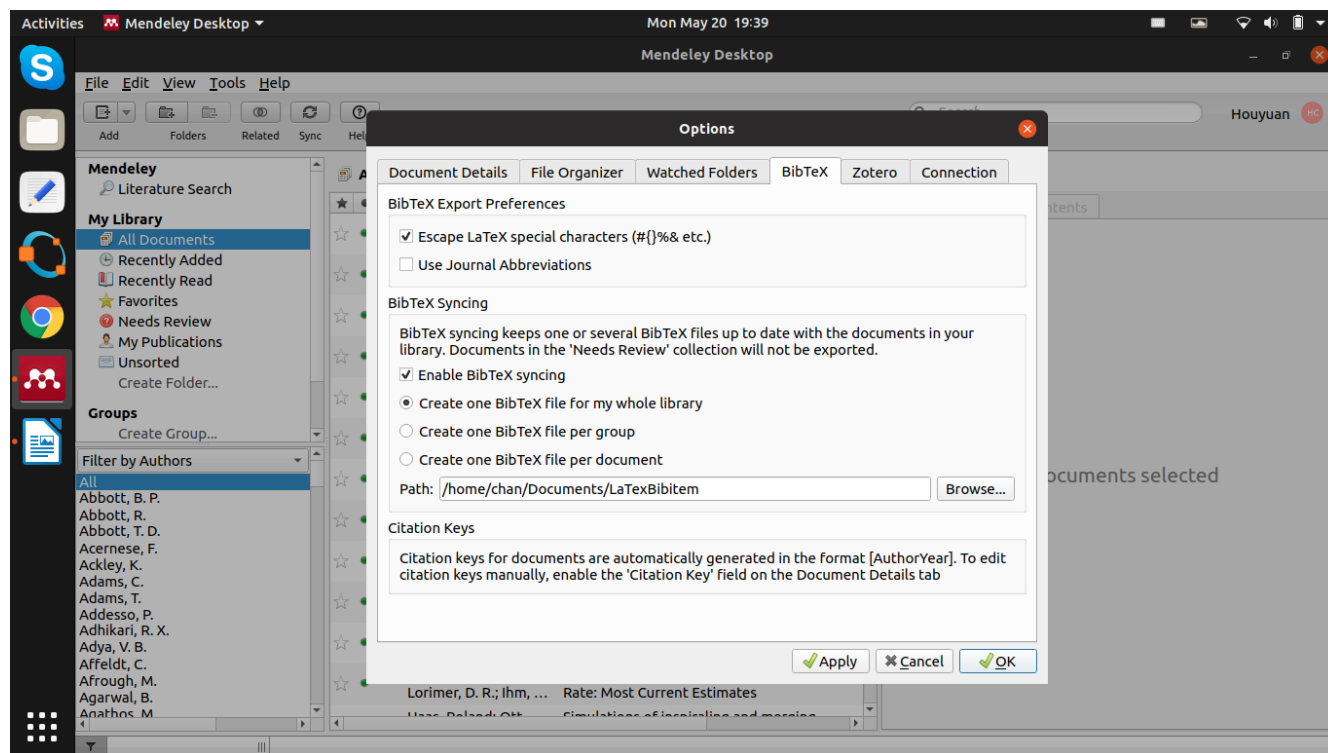 Activities Mendeley Desktop Mon May 20 19:39
Mendeley Desktop
File Edit View Tools Help
Add Folders Related Sync
Houyuan HC
Mendeley
Literature Search
My Library
All Documents
Recently Added
Recently Read
Favorites
Needs Review
My Publications
Unsorted
Create Folder...
Groups
Create Group...
Filter by Authors
All
Abbott, B. P.
Abbott, R.
Abbott, T. D.
Acernese, F.
Ackley, K.
Adams, C.
Adams, T.
Addesso, P.
Adhikari, R. X.
Adya, V. B.
Affeldt, C.
Afrough, M.
Agarwal, B.
Agathos, M.
Options
Document Details File Organizer Watched Folders BibTeX Zotero Connection
BibTeX Export Preferences
Escape LaTeX special characters (#{}%& etc.)
Use Journal Abbreviations
BibTeX Syncing
BibTeX syncing keeps one or several BibTeX files up to date with the documents in your
library. Documents in the 'Needs Review' collection will not be exported.
Enable BibTeX syncing
Create one BibTeX file for my whole library
Create one BibTeX file per group
Create one BibTeX file per document
Path: /home/chan/Documents/LaTexBibitem Browse...
Citation Keys
Citation keys for documents are automatically generated in the format [AuthorYear]. To edit
citation keys manually, enable the 'Citation Key' field on the Document Details tab
Apply Cancel OK
ocuments selected
Lorimer, D. R.; Ihm, ... Rate: Most Current Estimates